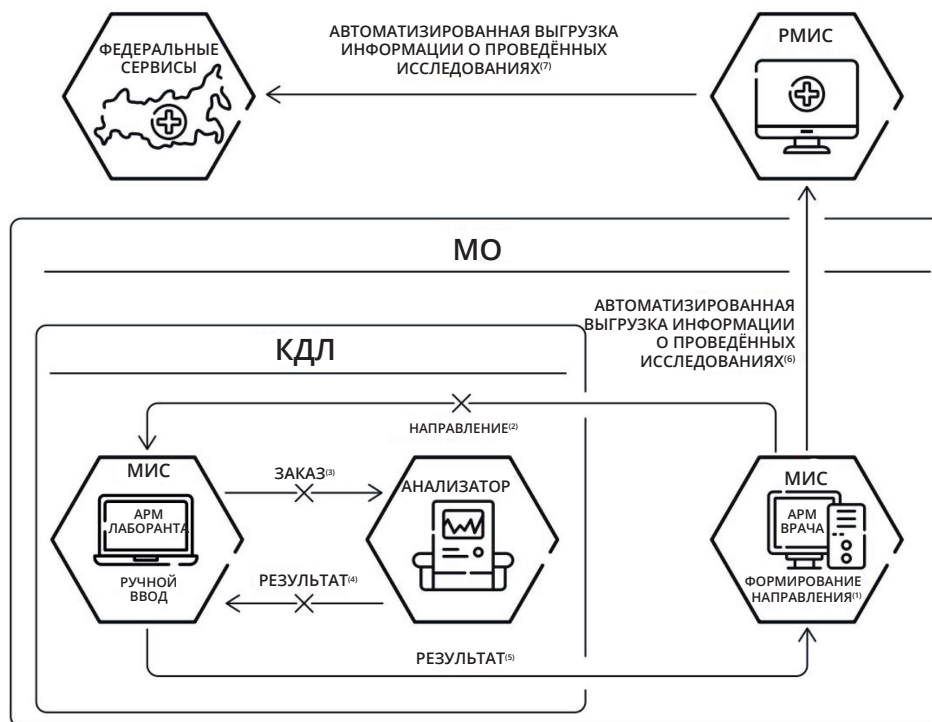 ФЕДЕРАЛЬНЫЕ
СЕРВИСЫ
АВТОМАТИЗИРОВАННАЯ ВЫГРУЗКА
ИНФОРМАЦИИ О ПРОВЕДЁННЫХ
ИССЛЕДОВАНИЯХ(7)
РМИС
МО
АВТОМАТИЗИРОВАННАЯ
ВЫГРУЗКА ИНФОРМАЦИИ
О ПРОВЕДЁННЫХ
ИССЛЕДОВАНИЯХ(6)
КДЛ
НАПРАВЛЕНИЕ(2)
МИС
АРМ
ЛАБОРАНТА
РУЧНОЙ
ВВОД
ЗАКАЗ(3)
РЕЗУЛЬТАТ(4)
АНАЛИЗАТОР
МИС
АРМ
ВРАЧА
ФОРМИРОВАНИЕ
НАПРАВЛЕНИЯ(1)
РЕЗУЛЬТАТ(5)